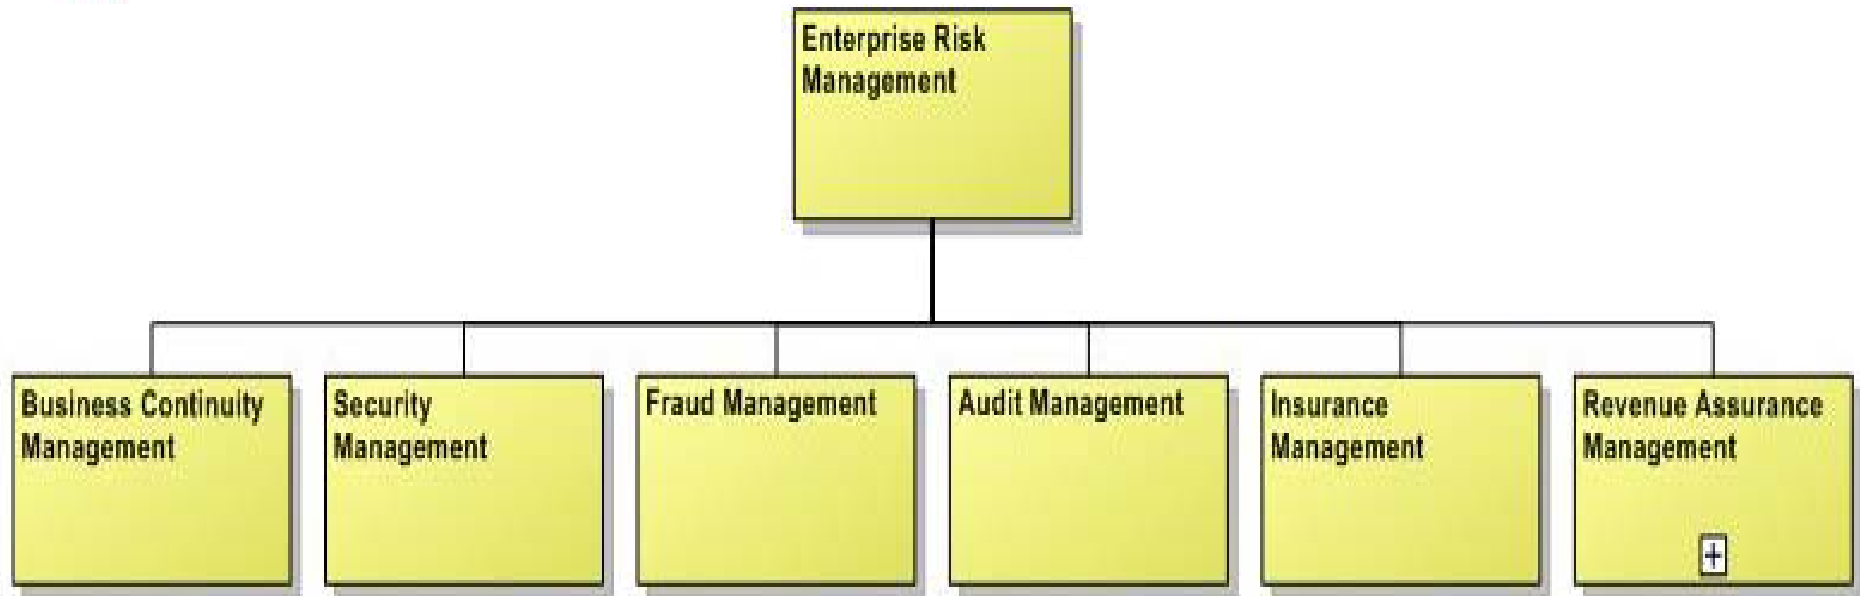 Enterprise Risk
Management
Business Continuity
Management
Security
Management
Fraud Management
Audit Management
Insurance
Management
Revenue Assurance
Management
+